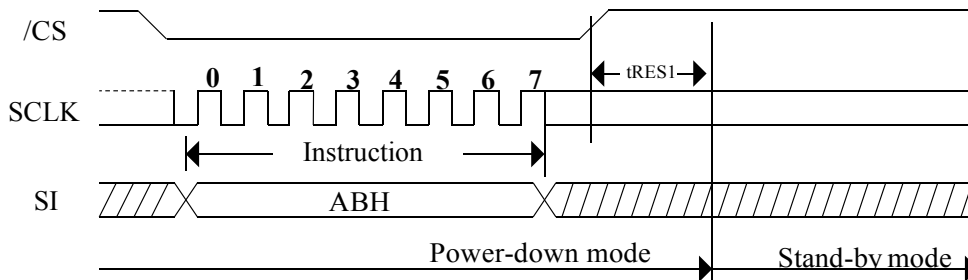 /CS
tRES1
0 1 2 3 4 5 6 7
SCLK
Instruction
SI
ABH
Power-down mode
Stand-by mode